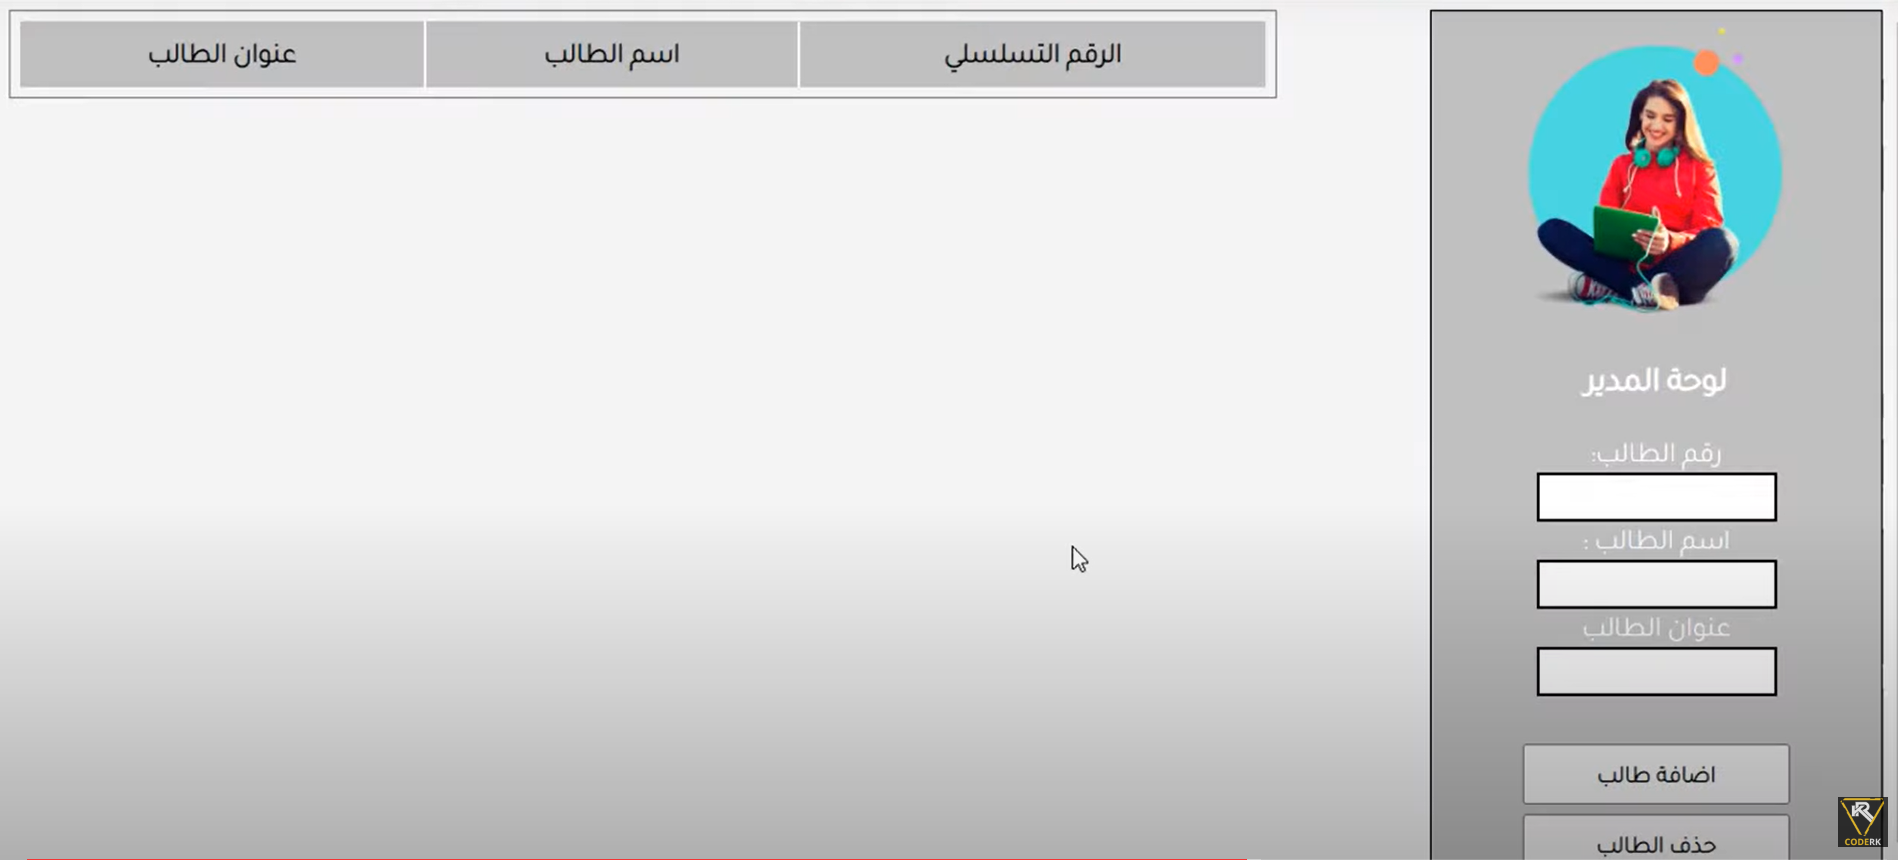 الرقم التسلسلي
اسم الطالب
عنوان الطالب
لوحة المدير
رقم الطالب:
اسم الطالب :
عنوان الطالب
اضافة طالب
حذف الطالب
CODERK